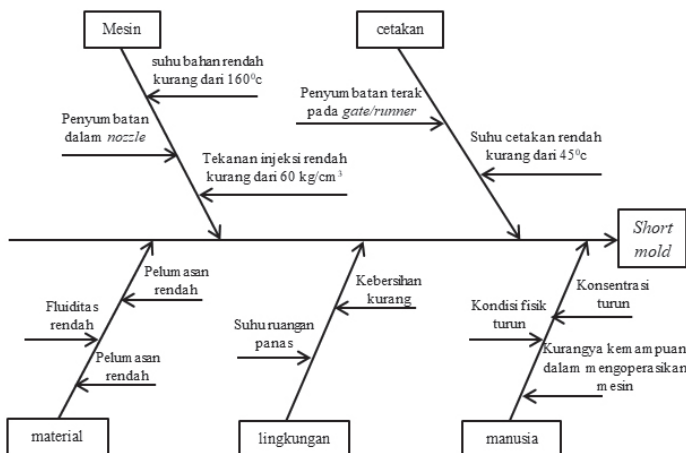 Mesin
cetakan
suhu bahan rendah
kurang dari 160⁰c
Penyumbatan
dalam nozzle
Tekanan injeksi rendah
kurang dari 60 kg/cm³
Penyumbatan terak
pada gate/runner
Suhu cetakan rendah
kurang dari 45⁰c
Short
mold
Pelumasan
rendah
Fluiditas
rendah
Pelumasan
rendah
Kebersihan
kurang
Suhu ruangan
panas
Konsentrasi
turun
Kondisi fisik
turun
Kurangya kemampuan
dalam mengoperasikan
mesin
material
lingkungan
manusia